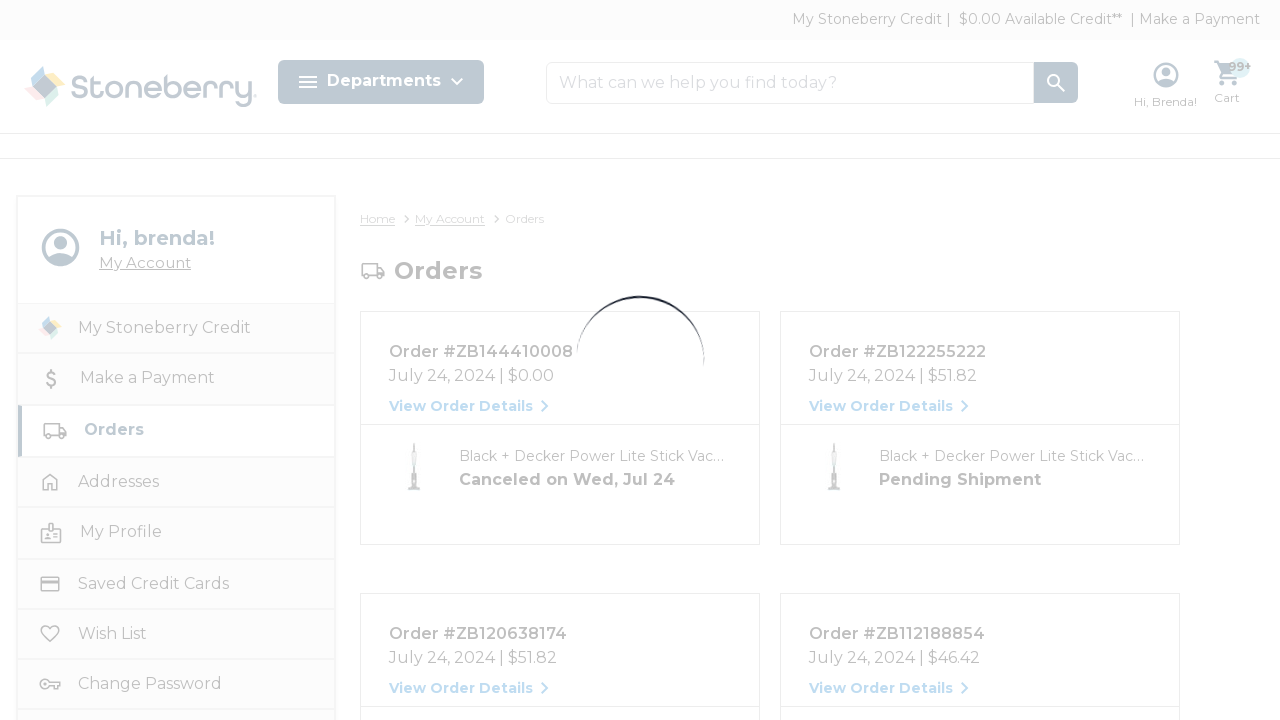 My Stoneberry Credit | $0.00 Available Credit** | Make a Payment
Stoneberry
Departments
What can we help you find today?
Hi, Brenda!
99+
Cart
Hi, brenda!
My Account
My Stoneberry Credit
Make a Payment
Orders
Addresses
My Profile
Saved Credit Cards
Wish List
Change Password
Home > My Account > Orders
Orders
Order #ZB144410008
July 24, 2024 | $0.00
View Order Details
Black + Decker Power Lite Stick Vac...
Canceled on Wed, Jul 24
Order #ZB122255222
July 24, 2024 | $51.82
View Order Details
Black + Decker Power Lite Stick Vac...
Pending Shipment
Order #ZB120638174
July 24, 2024 | $51.82
View Order Details
Order #ZB112188854
July 24, 2024 | $46.42
View Order Details